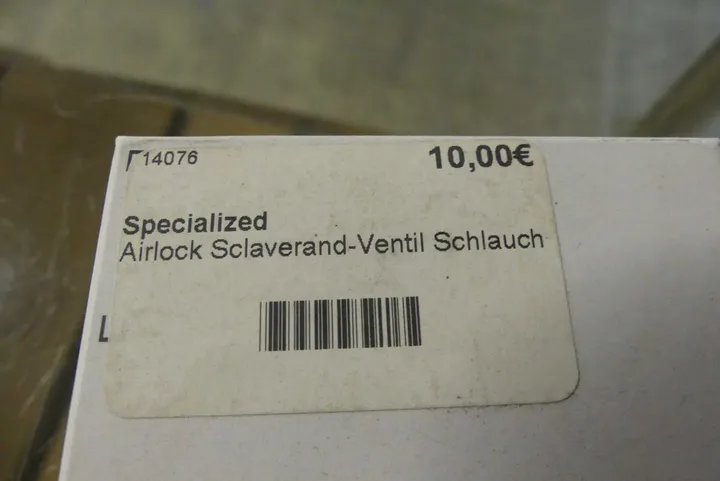 14076
10,00€
Specialized
Airlock Sclaverand-Ventil Schlauch
L